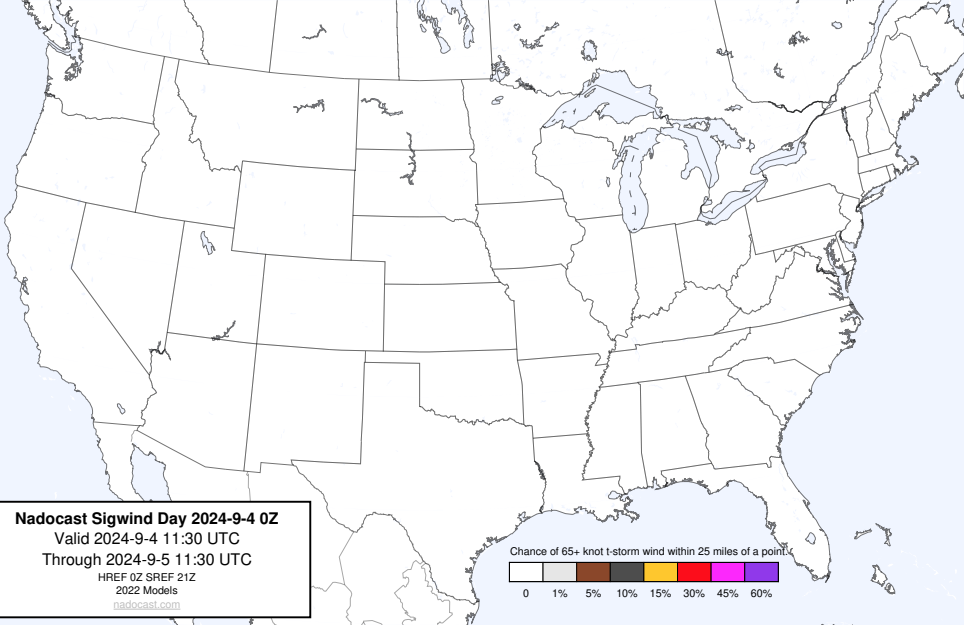 Nadocast Sigwind Day 2024-9-4 0Z
Valid 2024-9-4 11:30 UTC
Through 2024-9-5 11:30 UTC
HREF 0Z SREF 21Z
2022 Models
nadocast.com
Chance of 65+ knot t-storm wind within 25 miles of a point.
0 1% 5% 10% 15% 30% 45% 60%